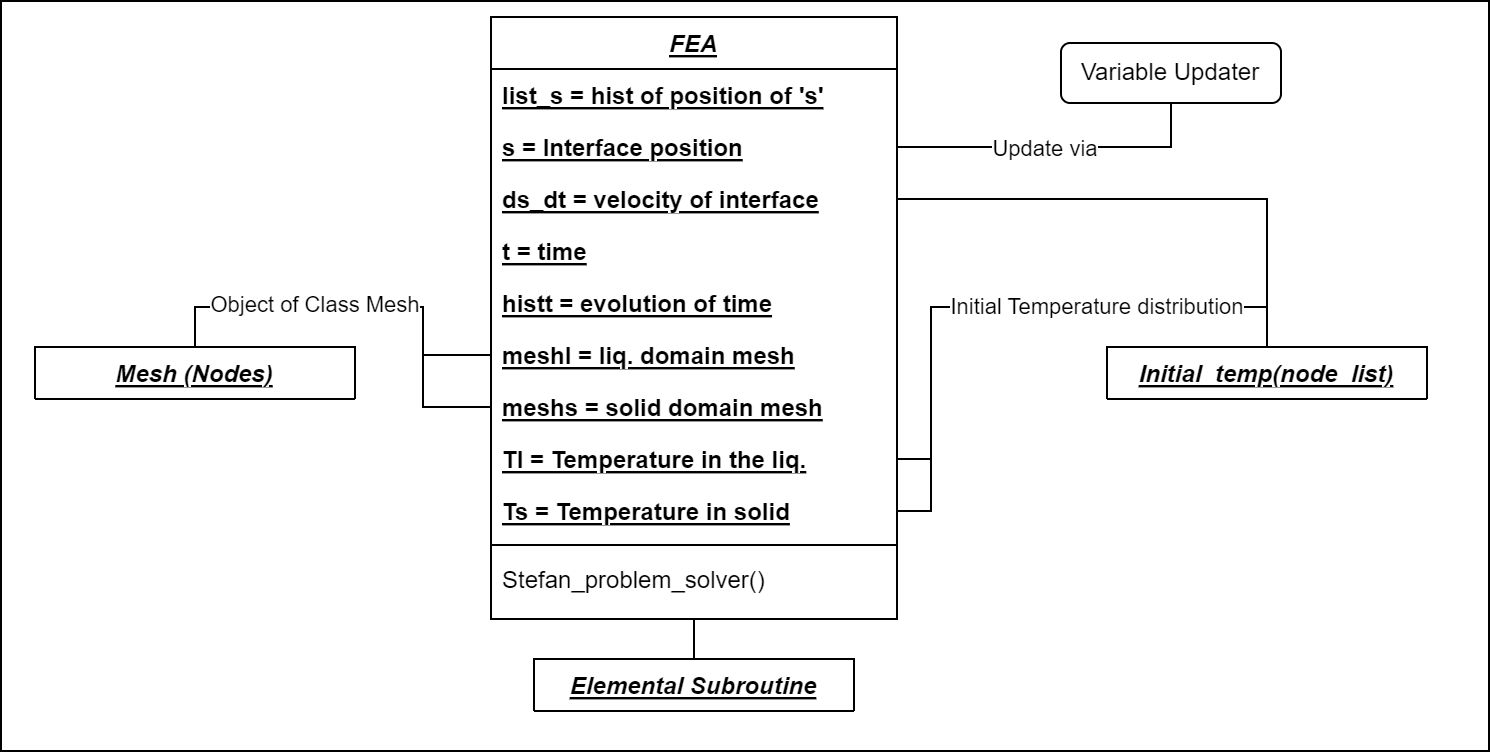 FEA
Variable Updater
list_s = hist of position of 's'
s = Interface position
Update via
ds_dt = velocity of interface
t = time
histt = evolution of time
Object of Class Mesh
Initial Temperature distribution
meshl = liq. domain mesh
Mesh (Nodes)
Initial_temp(node_list)
meshs = solid domain mesh
Tl = Temperature in the liq.
Ts = Temperature in solid
Stefan_problem_solver()
Elemental Subroutine